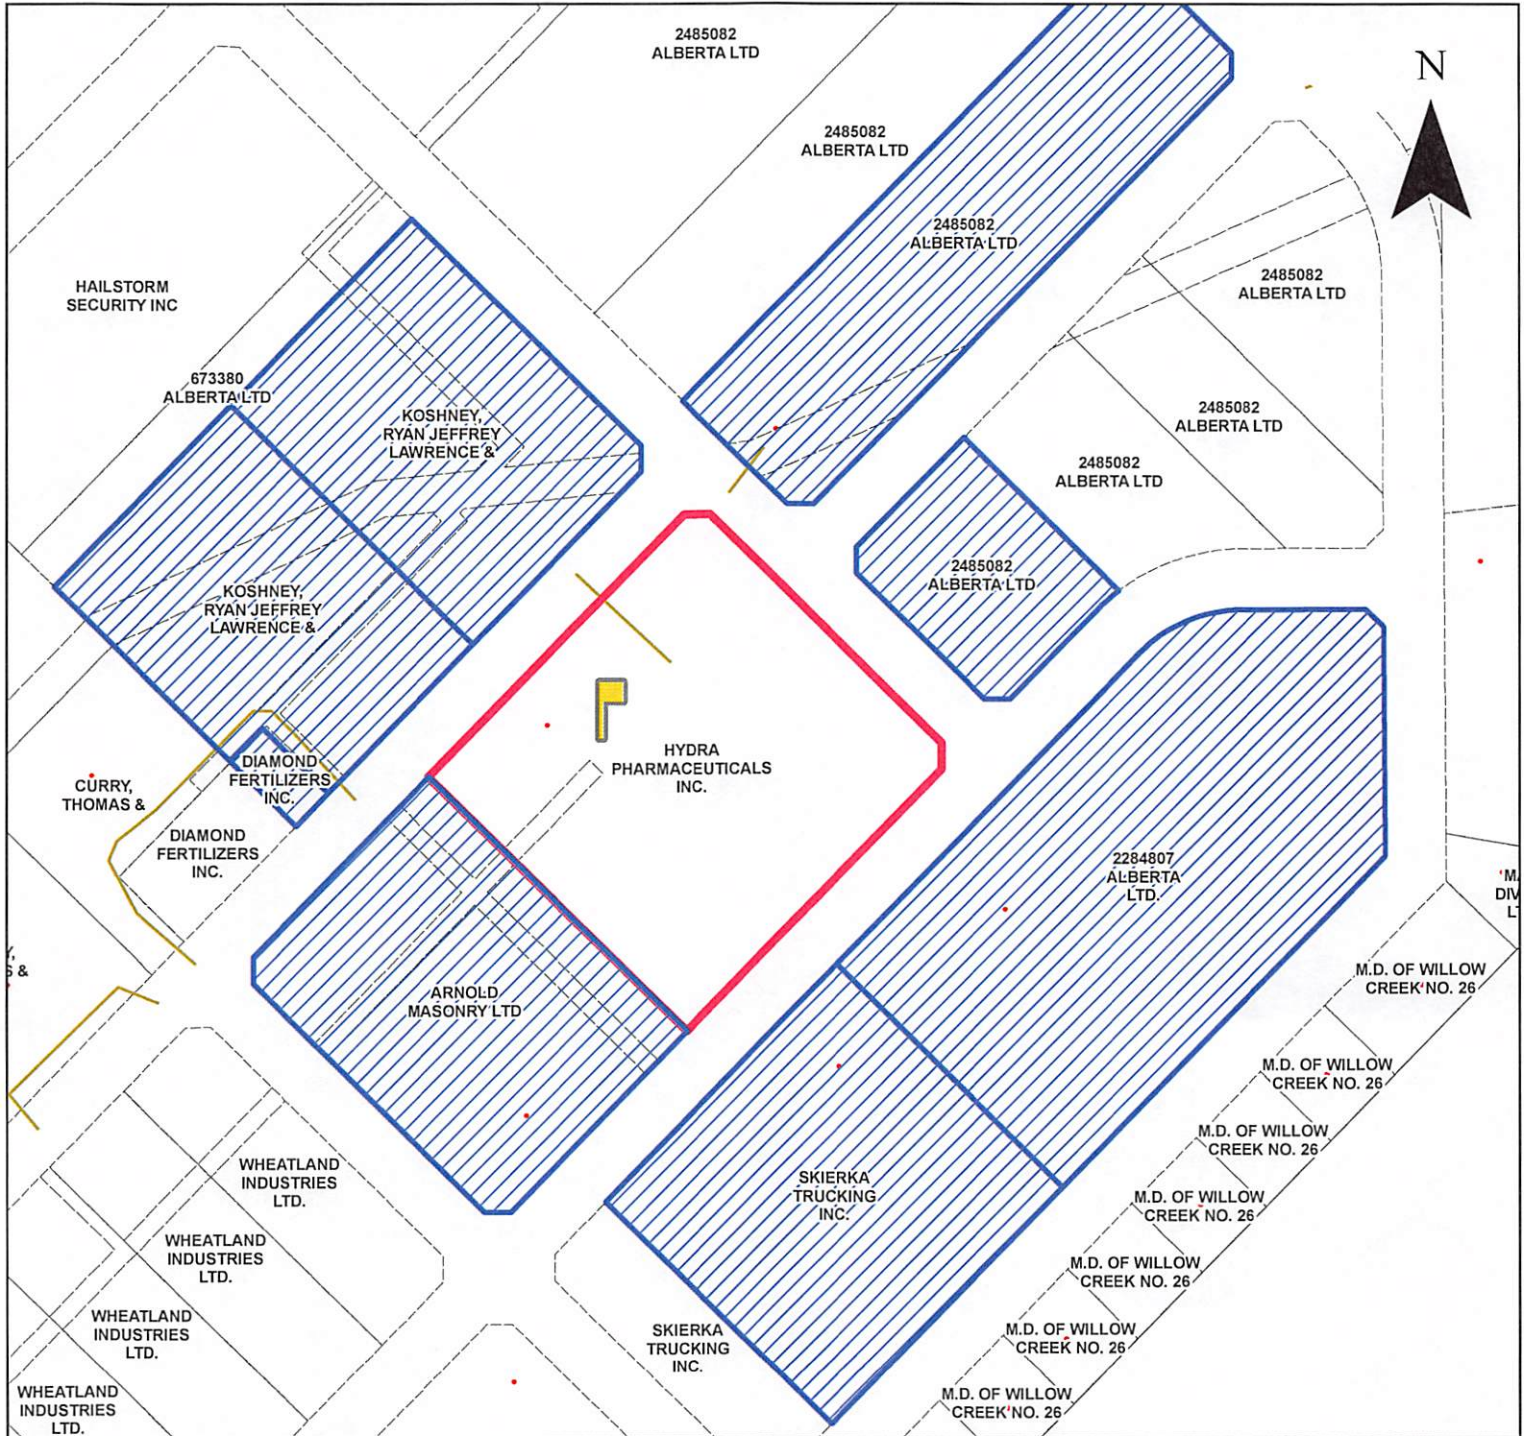 2485082
ALBERTA LTD
N
2485082
ALBERTA LTD
2485082
ALBERTA LTD
HAILSTORM
SECURITY INC
2485082
ALBERTA LTD
673380
ALBERTA LTD
KOSHNEY,
RYAN JEFFREY
LAWRENCE &
2485082
ALBERTA LTD
2485082
ALBERTA LTD
2485082
ALBERTA LTD
KOSHNEY,
RYAN JEFFREY
LAWRENCE &
HYDRA
PHARMACEUTICALS
INC.
DIAMOND
FERTILIZERS
INC.
CURRY,
THOMAS &
DIAMOND
FERTILIZERS
INC.
2284807
ALBERTA
LTD.
DIV
&
M.D. OF WILLOW
CREEK NO. 26
ARNOLD
MASONRY LTD
M.D. OF WILLOW
CREEK NO. 26
M.D. OF WILLOW
CREEK NO. 26
WHEATLAND
INDUSTRIES
LTD.
SKIERKA
TRUCKING
INC.
M.D. OF WILLOW
CREEK NO. 26
WHEATLAND
INDUSTRIES
LTD.
M.D. OF WILLOW
CREEK NO. 26
WHEATLAND
INDUSTRIES
LTD.
SKIERKA
TRUCKING
INC.
M.D. OF WILLOW
CREEK NO. 26
WHEATLAND
INDUSTRIES
LTD.
M.D. OF WILLOW
CREEK NO. 26